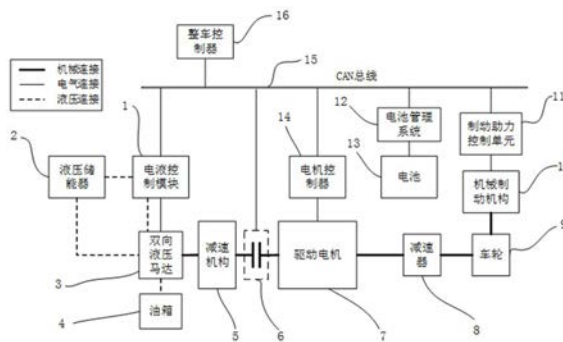 16
整车控
制器
15
CAN总线
机械连接
电气连接
液压连接
1
2
液压储
能器
电液控
制模块
14
电机控
制器
12
电池管理
系统
13
电池
11
制动助力
控制单元
机械制
动机构
1
双向
液压
马达
3
减速
机构
5
6
驱动电机
7
减速器
8
车轮
9
油箱
4